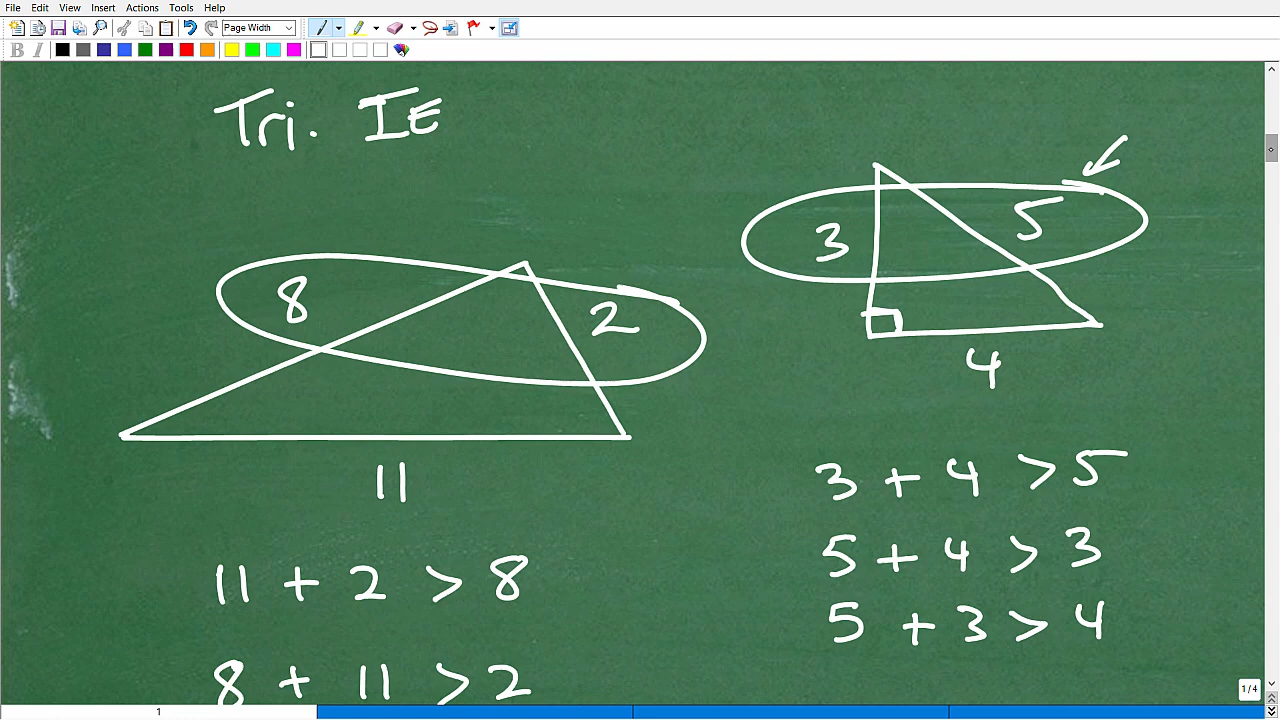 File Edit View Insert Actions Tools Help
Page Width
B I
Tri. IE
8
2
11
11 + 2 > 8
8 + 11 > 2
3
5
4
3 + 4 > 5
5 + 4 > 3
5 + 3 > 4
1/4
1